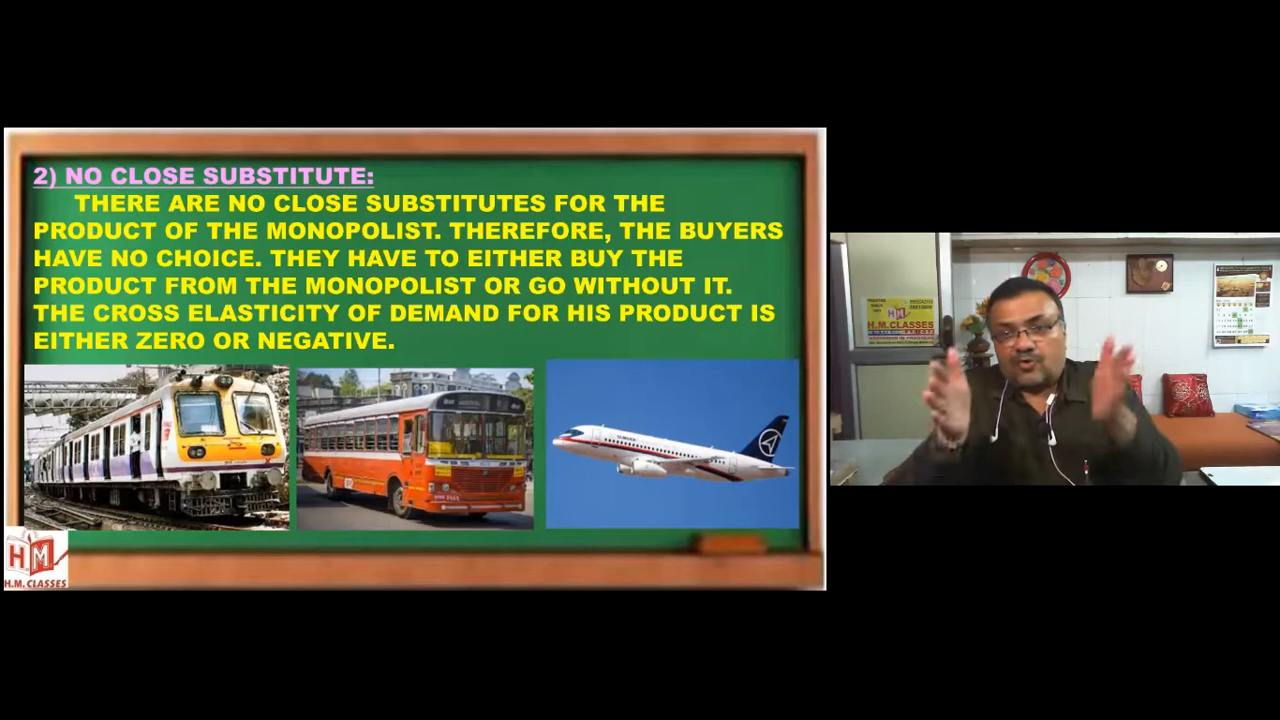 2) NO CLOSE SUBSTITUTE:
THERE ARE NO CLOSE SUBSTITUTES FOR THE
PRODUCT OF THE MONOPOLIST. THEREFORE, THE BUYERS
HAVE NO CHOICE. THEY HAVE TO EITHER BUY THE
PRODUCT FROM THE MONOPOLIST OR GO WITHOUT IT.
THE CROSS ELASTICITY OF DEMAND FOR HIS PRODUCT IS
EITHER ZERO OR NEGATIVE.
HM
H.M. CLASSES
HM
H.M.CLASSES